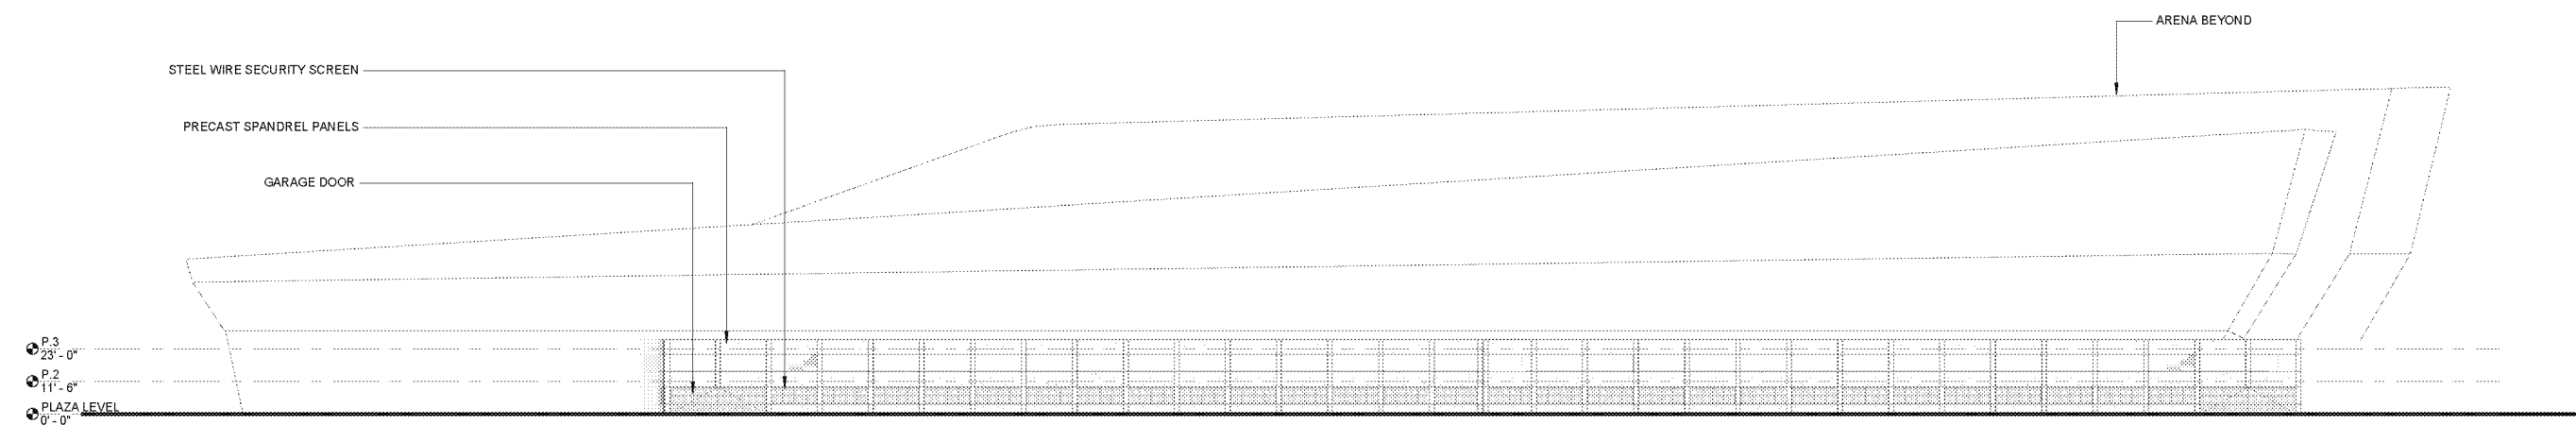 ARENA BEYOND
STEEL WIRE SECURITY SCREEN
PRECAST SPANDREL PANELS
GARAGE DOOR
P.3
23' - 0"
P.2
11' - 6"
PLAZA LEVEL
0' - 0"